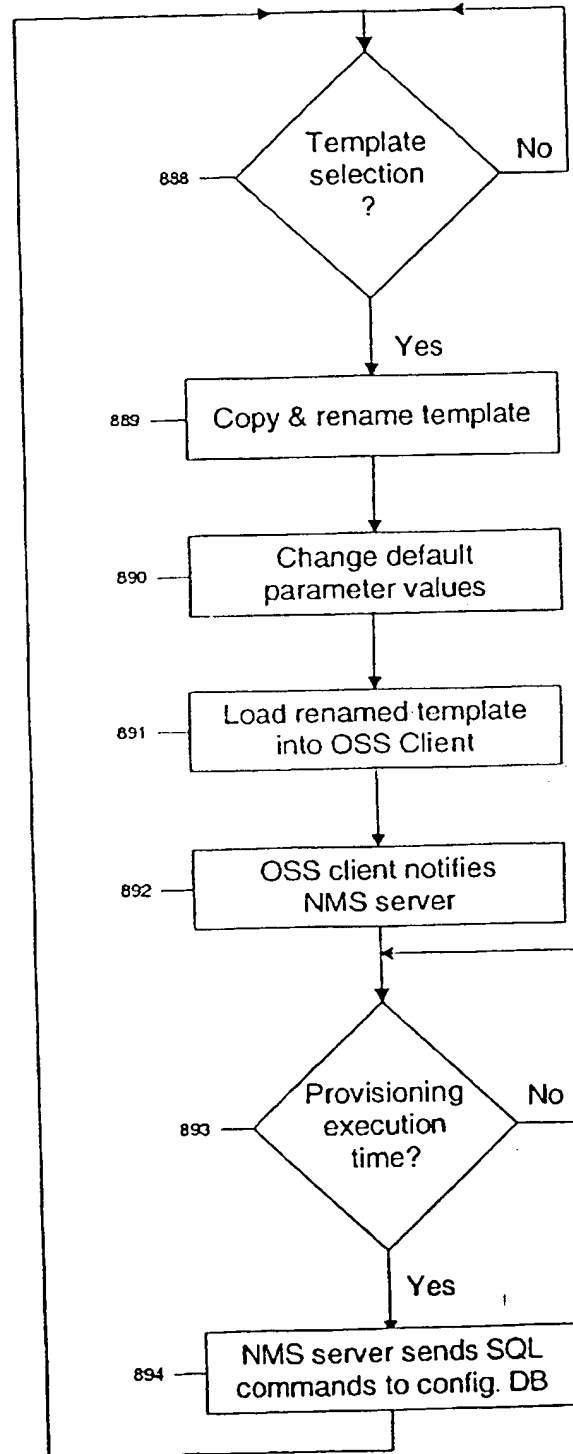 Template
selection
?
No
888
Yes
889
Copy & rename template
890
Change default
parameter values
891
Load renamed template
into OSS Client
892
OSS client notifies
NMS server
Provisioning
execution
time?
No
893
Yes
894
NMS server sends SQL
commands to config. DB